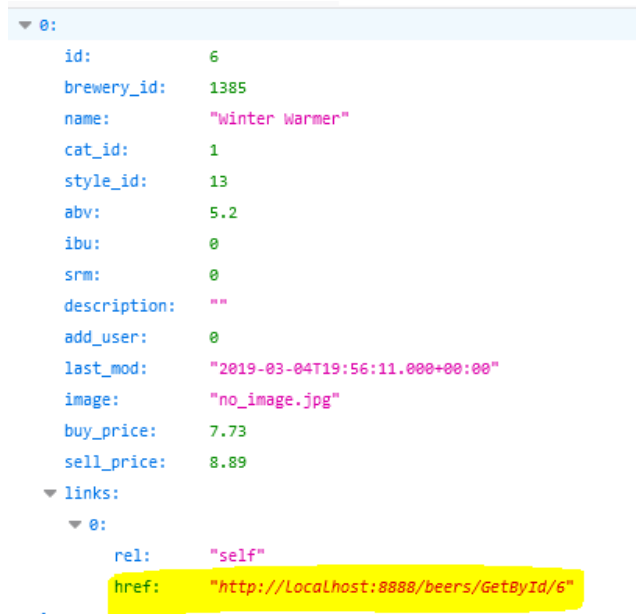 0:
id: 6
brewery_id: 1385
name: "Winter Warmer"
cat_id: 1
style_id: 13
abv: 5.2
ibu: 0
srm: 0
description: ""
add_user: 0
last_mod: "2019-03-04T19:56:11.000+00:00"
image: "no_image.jpg"
buy_price: 7.73
sell_price: 8.89
links:
0:
rel: "self"
href: "http://localhost:8888/beers/GetById/6"